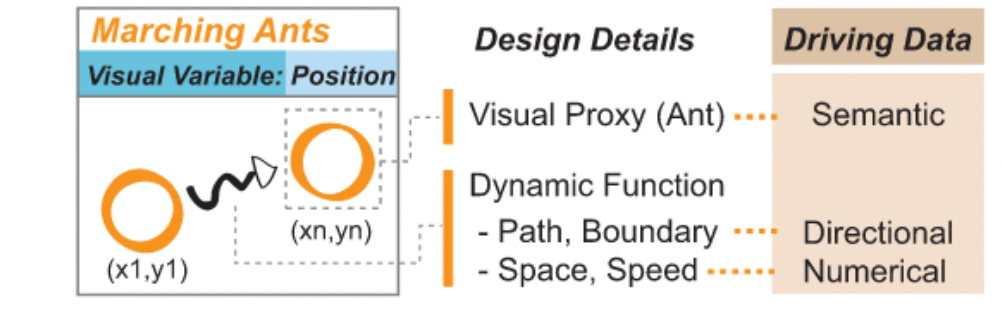 Marching Ants
Visual Variable: Position
(x1,y1)
(xn,yn)
Design Details
Driving Data
Visual Proxy (Ant)
Semantic
Dynamic Function
- Path, Boundary
Directional
- Space, Speed
Numerical